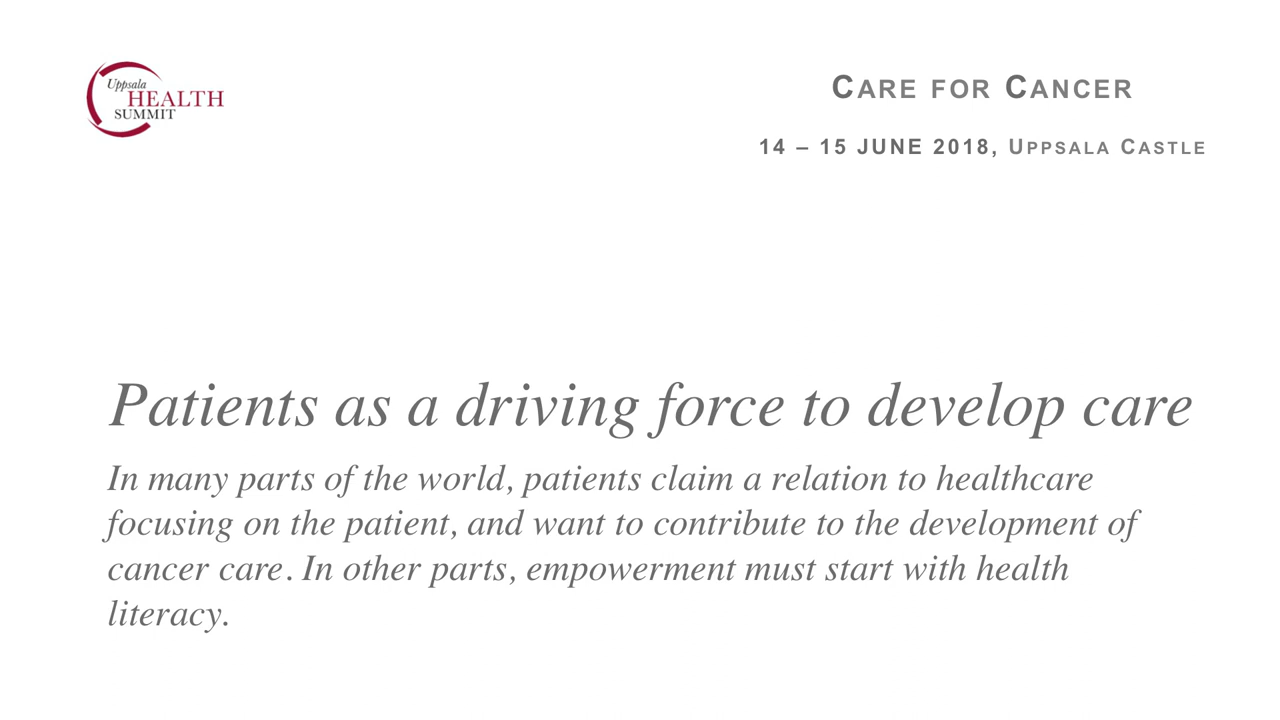 Uppsala
HEALTH
SUMMIT
CARE FOR CANCER
14 – 15 JUNE 2018, UPPSALA CASTLE
Patients as a driving force to develop care
In many parts of the world, patients claim a relation to healthcare
focusing on the patient, and want to contribute to the development of
cancer care. In other parts, empowerment must start with health
literacy.